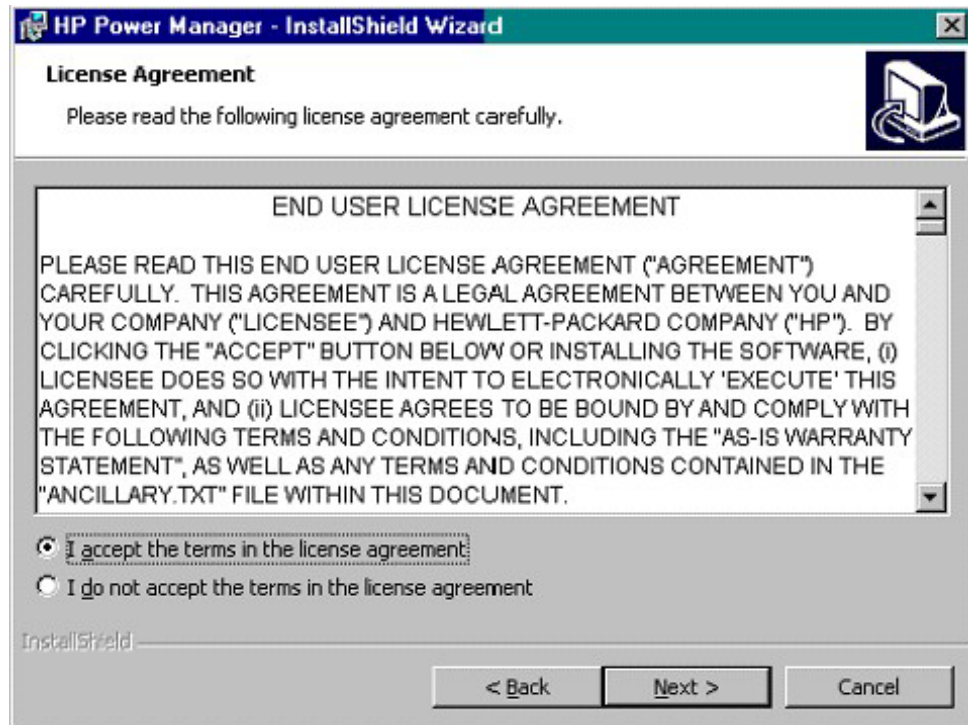 HP Power Manager - InstallShield Wizard
License Agreement
Please read the following license agreement carefully.
END USER LICENSE AGREEMENT
PLEASE READ THIS END USER LICENSE AGREEMENT ("AGREEMENT")
CAREFULLY. THIS AGREEMENT IS A LEGAL AGREEMENT BETWEEN YOU AND
YOUR COMPANY ("LICENSEE") AND HEWLETT-PACKARD COMPANY ("HP"). BY
CLICKING THE "ACCEPT" BUTTON BELOW OR INSTALLING THE SOFTWARE, (i)
LICENSEE DOES SO WITH THE INTENT TO ELECTRONICALLY 'EXECUTE' THIS
AGREEMENT, AND (ii) LICENSEE AGREES TO BE BOUND BY AND COMPLY WITH
THE FOLLOWING TERMS AND CONDITIONS, INCLUDING THE "AS-IS WARRANTY
STATEMENT", AS WELL AS ANY TERMS AND CONDITIONS CONTAINED IN THE
"ANCILLARY.TXT" FILE WITHIN THIS DOCUMENT.
I accept the terms in the license agreement
I do not accept the terms in the license agreement
InstallShield
< Back Next > Cancel